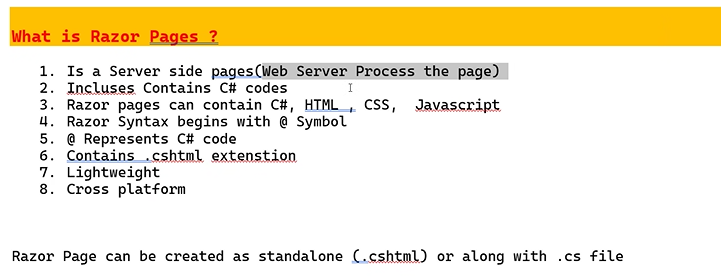 What is Razor Pages ?
1. Is a Server side pages(Web Server Process the page)
2. Incluses Contains C# codes
3. Razor pages can contain C#, HTML , CSS,  Javascript
4. Razor Syntax begins with @ Symbol
5. @ Represents C# code
6. Contains .cshtml extenstion
7. Lightweight
8. Cross platform
Razor Page can be created as standalone (.cshtml) or along with .cs file